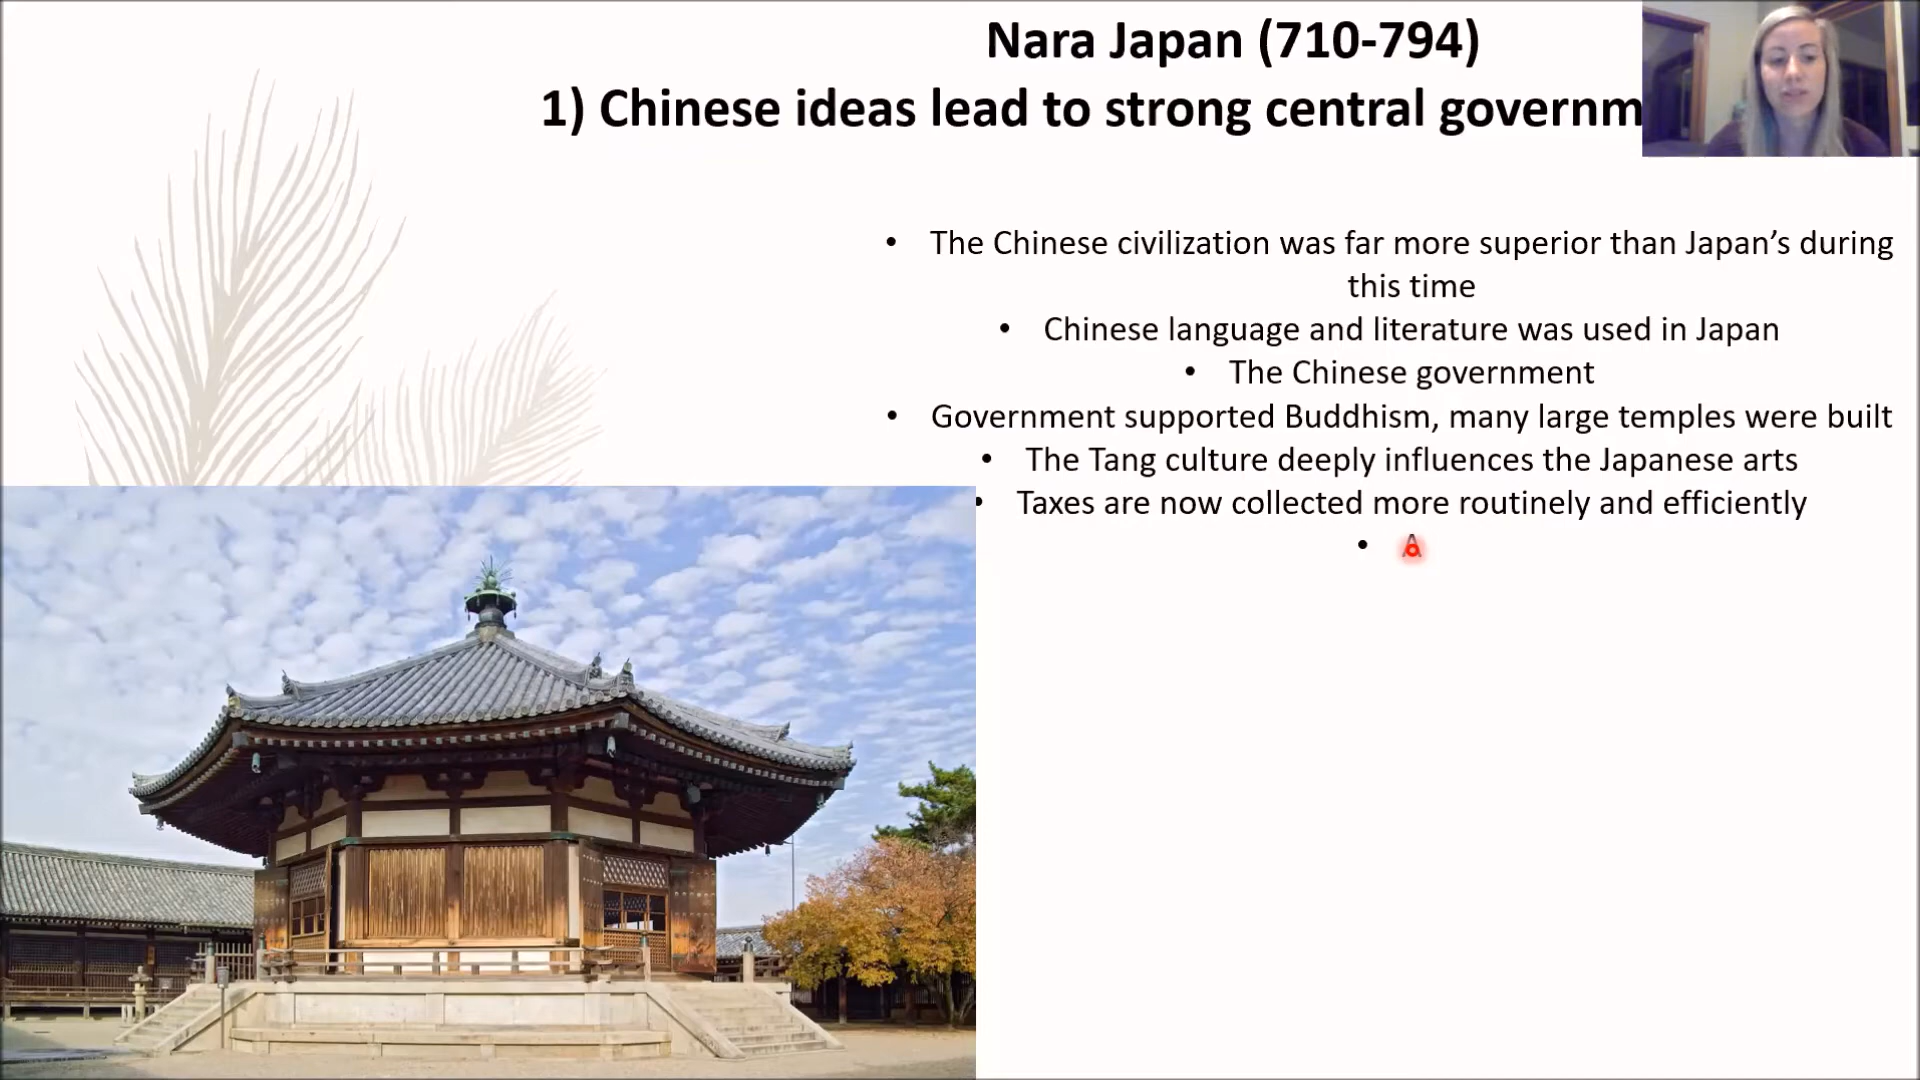 Nara Japan (710-794)
1) Chinese ideas lead to strong central governm
• The Chinese civilization was far more superior than Japan’s during
this time
• Chinese language and literature was used in Japan
• The Chinese government
• Government supported Buddhism, many large temples were built
• The Tang culture deeply influences the Japanese arts
• Taxes are now collected more routinely and efficiently
• A